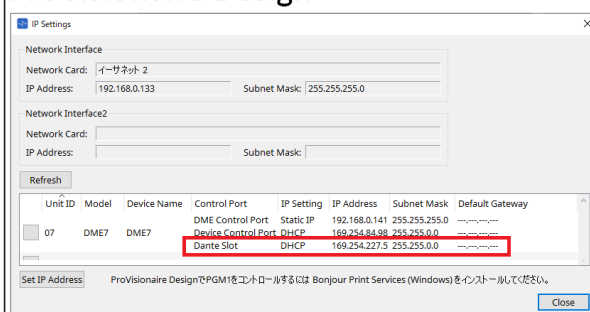 IP Settings
Network Interface
Network Card: イーサネット 2
IP Address: 192.168.0.133 Subnet Mask: 255.255.255.0
Network Interface2
Network Card:
IP Address: Subnet Mask:
Refresh
Unit ID Model Device Name Control Port IP Setting IP Address Subnet Mask Default Gateway
DME Control Port Static IP 192.168.0.141 255.255.255.0 ---.---.---.---
07 DME7 DME7 Device Control Port DHCP 169.254.84.98 255.255.0.0 ---.---.---.---
Dante Slot DHCP 169.254.227.5 255.255.0.0 ---.---.---.---
Set IP Address ProVisionaire DesignでPGM1をコントロールするには Bonjour Print Services (Windows)をインストールしてください。
Close